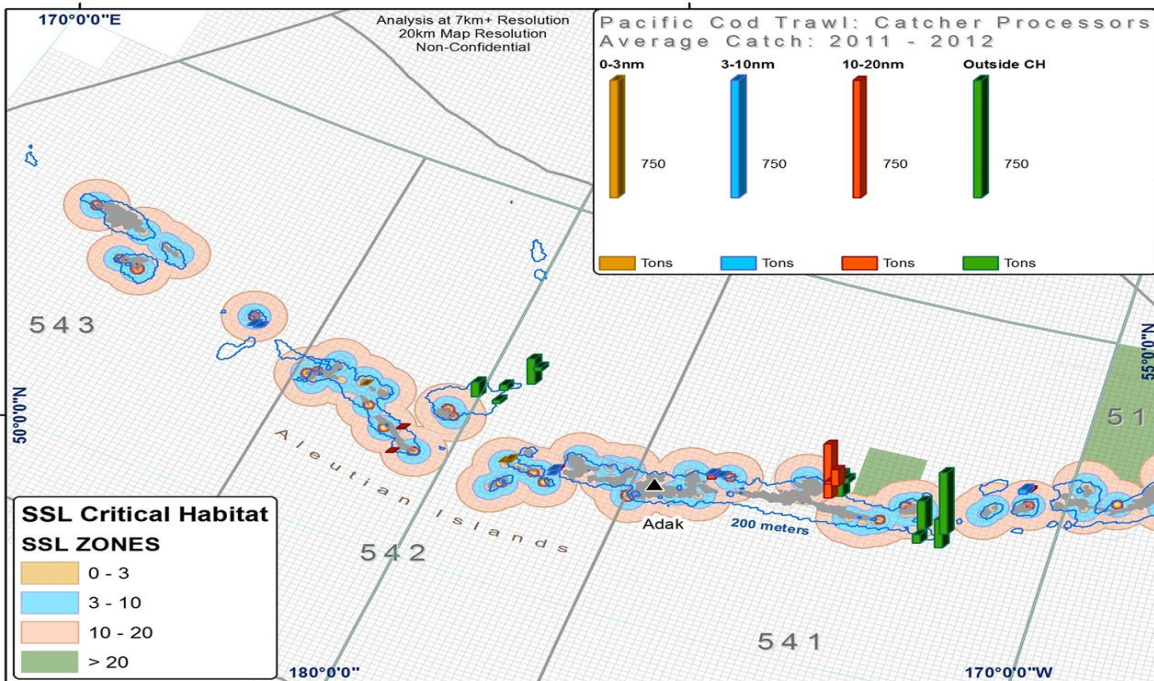 170°0'0"E
Analysis at 7km+ Resolution
20km Map Resolution
Non-Confidential
Pacific Cod Trawl: Catcher Processors
Average Catch: 2011 - 2012
0-3nm 3-10nm 10-20nm Outside CH
750 750 750 750
Tons Tons Tons Tons
543
50°0'0"N
55°0'0"N
51
Aleutian Islands
Adak
200 meters
542
541
SSL Critical Habitat
SSL ZONES
0 - 3
3 - 10
10 - 20
> 20
180°0'0"
170°0'0"W